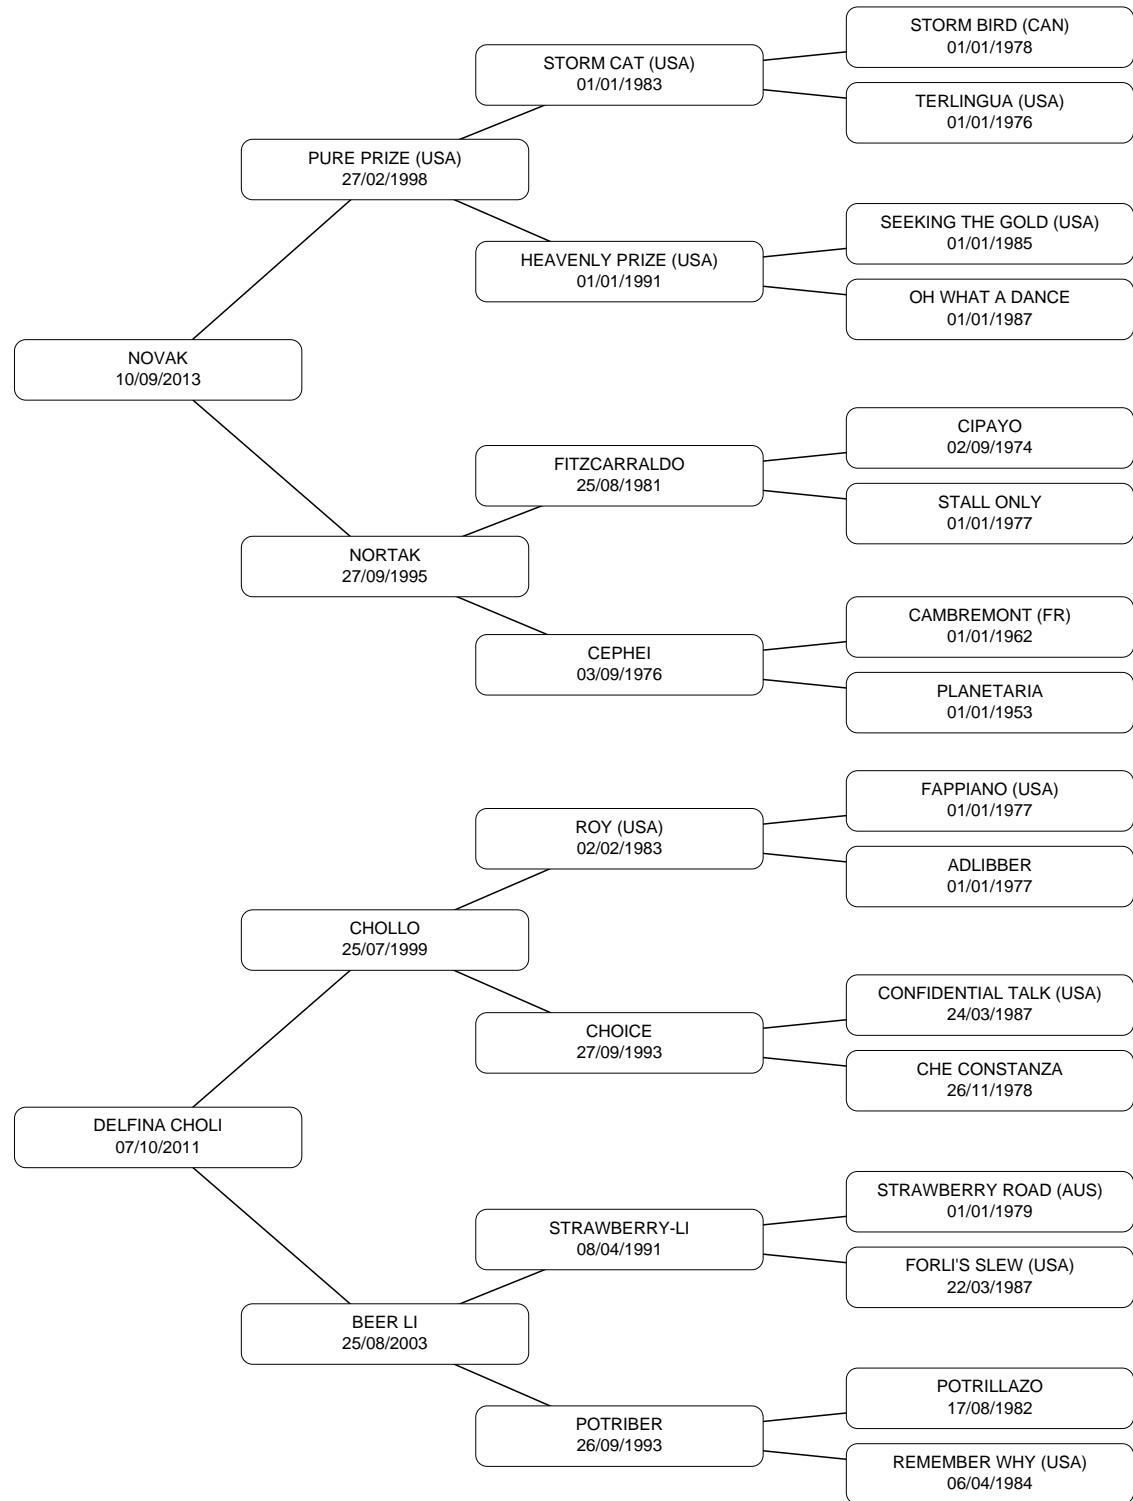 STORM BIRD (CAN)
01/01/1978
STORM CAT (USA)
01/01/1983
TERLINGUA (USA)
01/01/1976
PURE PRIZE (USA)
27/02/1998
SEEKING THE GOLD (USA)
01/01/1985
HEAVENLY PRIZE (USA)
01/01/1991
OH WHAT A DANCE
01/01/1987
NOVAK
10/09/2013
CIPAYO
02/09/1974
FITZCARRALDO
25/08/1981
STALL ONLY
01/01/1977
NORTAK
27/09/1995
CAMBREMONT (FR)
01/01/1962
CEPHEI
03/09/1976
PLANETARIA
01/01/1953
FAPPIANO (USA)
01/01/1977
ROY (USA)
02/02/1983
ADLIBBER
01/01/1977
CHOLLO
25/07/1999
CONFIDENTIAL TALK (USA)
24/03/1987
CHOICE
27/09/1993
CHE CONSTANZA
26/11/1978
DELFINA CHOLI
07/10/2011
STRAWBERRY ROAD (AUS)
01/01/1979
STRAWBERRY-LI
08/04/1991
FORLI'S SLEW (USA)
22/03/1987
BEER LI
25/08/2003
POTRILLAZO
17/08/1982
POTRIBER
26/09/1993
REMEMBER WHY (USA)
06/04/1984